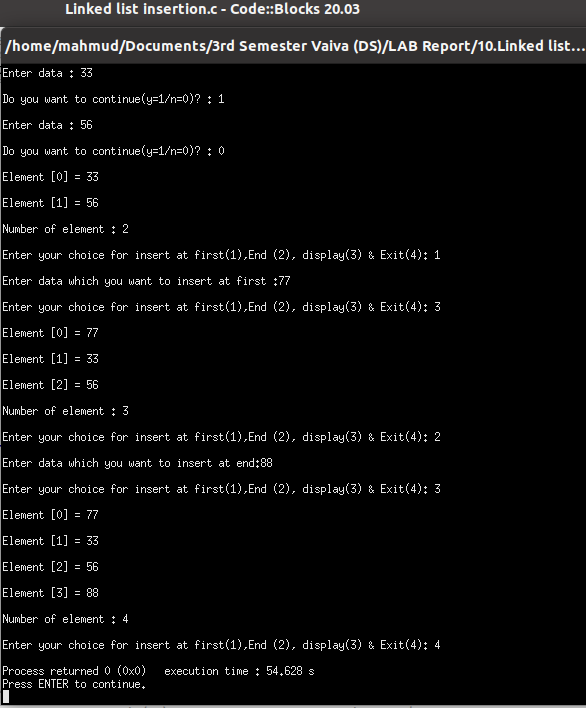 Linked list insertion.c - Code::Blocks 20.03
/home/mahmud/Documents/3rd Semester Vaiva (DS)/LAB Report/10.Linked list...
Enter data : 33
Do you want to continue(y=1/n=0)? : 1
Enter data : 56
Do you want to continue(y=1/n=0)? : 0
Element [0] = 33
Element [1] = 56
Number of element : 2
Enter your choice for insert at first(1),End (2), display(3) & Exit(4): 1
Enter data which you want to insert at first :77
Enter your choice for insert at first(1),End (2), display(3) & Exit(4): 3
Element [0] = 77
Element [1] = 33
Element [2] = 56
Number of element : 3
Enter your choice for insert at first(1),End (2), display(3) & Exit(4): 2
Enter data which you want to insert at end:88
Enter your choice for insert at first(1),End (2), display(3) & Exit(4): 3
Element [0] = 77
Element [1] = 33
Element [2] = 56
Element [3] = 88
Number of element : 4
Enter your choice for insert at first(1),End (2), display(3) & Exit(4): 4
Process returned 0 (0x0)   execution time : 54.628 s
Press ENTER to continue.